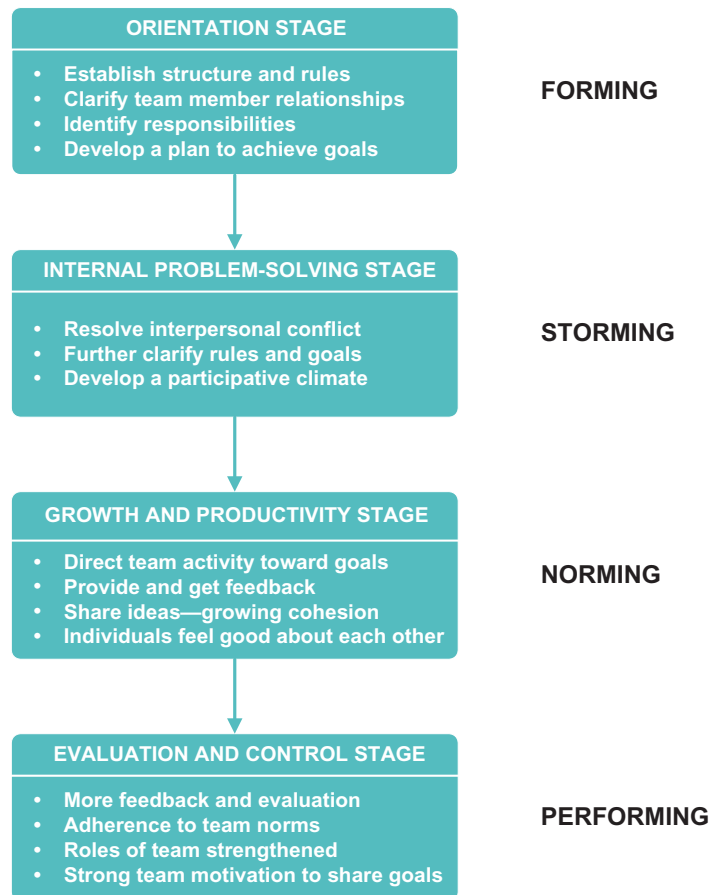 ORIENTATION STAGE
• Establish structure and rules
• Clarify team member relationships
• Identify responsibilities
• Develop a plan to achieve goals
FORMING
INTERNAL PROBLEM-SOLVING STAGE
• Resolve interpersonal conflict
• Further clarify rules and goals
• Develop a participative climate
STORMING
GROWTH AND PRODUCTIVITY STAGE
• Direct team activity toward goals
• Provide and get feedback
• Share ideas—growing cohesion
• Individuals feel good about each other
NORMING
EVALUATION AND CONTROL STAGE
• More feedback and evaluation
• Adherence to team norms
• Roles of team strengthened
• Strong team motivation to share goals
PERFORMING